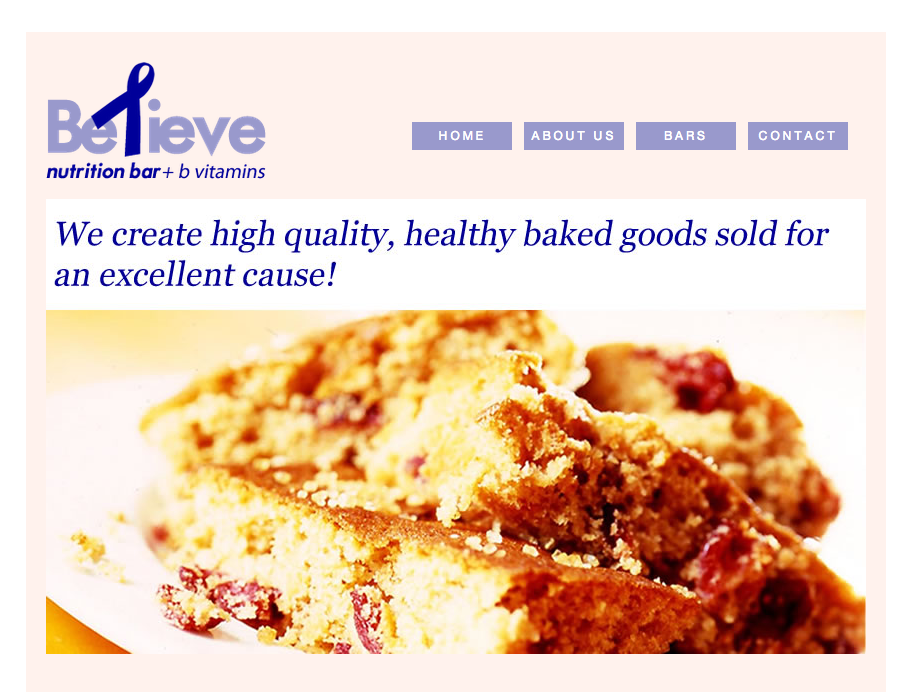 Believe
nutrition bar + b vitamins
HOME ABOUT US BARS CONTACT
We create high quality, healthy baked goods sold for
an excellent cause!